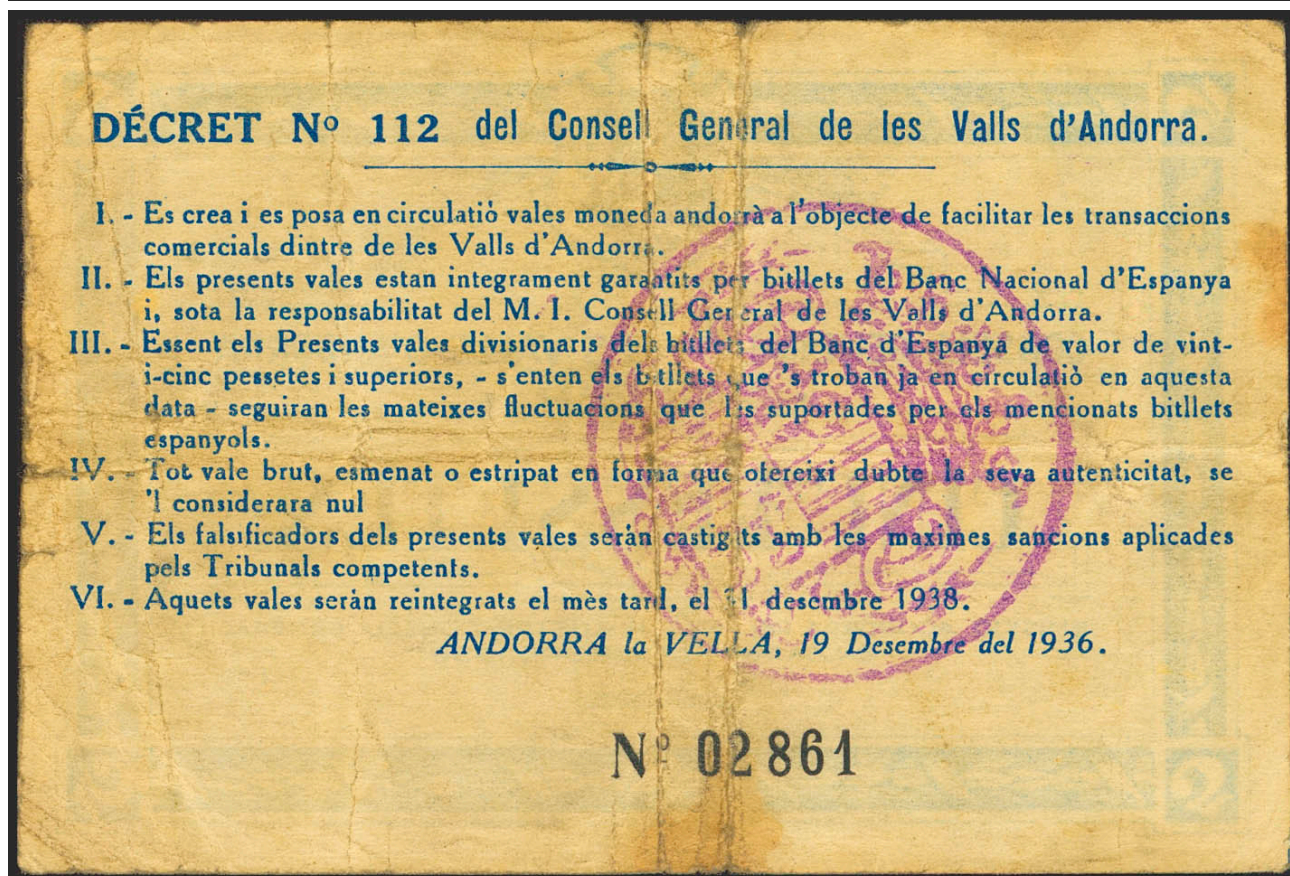 DÉCRET Nº 112 del Consell General de les Valls d'Andorra.
I. - Es crea i es posa en circulatiò vales moneda andorrà a l'objecte de facilitar les transaccions
comercials dintre de les Valls d'Andorra.
II. - Els presents vales estan integrament garantits per bitllets del Banc Nacional d'Espanya
i, sota la responsabilitat del M. I. Consell General de les Valls d'Andorra.
III. - Essent els Presents vales divisionaris dels bitllets del Banc d'Espanya de valor de vint-
i-cinc pessetes i superiors, - s'enten els bitllets que 's troban ja en circulatiò en aquesta
data - seguiran les mateixes fluctuacions que les suportades per els mencionats bitllets
espanyols.
IV. - Tot vale brut, esmenat o estripat en forma que ofereixi dubte la seva autenticitat, se
'l considerara nul
V. - Els falsificadors dels presents vales seràn castigats amb les maximes sancions aplicades
pels Tribunals competents.
VI. - Aquets vales seràn reintegrats el mès tard, el 31 desembre 1938.
ANDORRA la VELLA, 19 Desembre del 1936.
Nº 02861
2